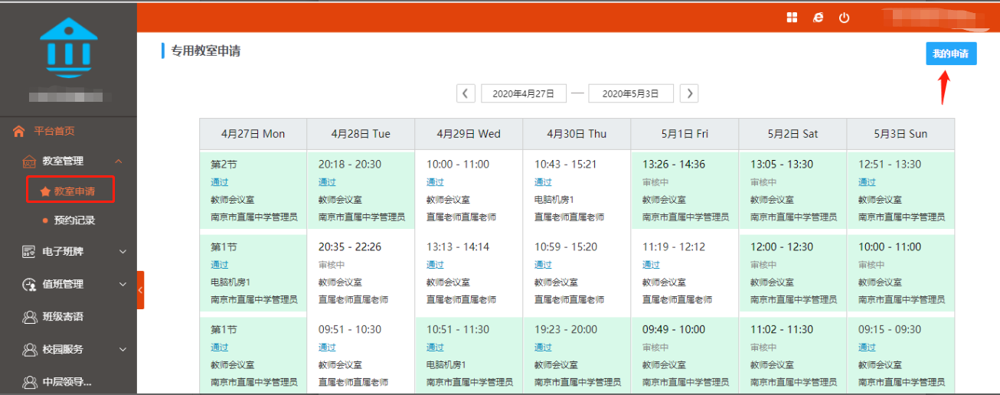 专用教室申请
我的申请
2020年4月27日 — 2020年5月3日
平台首页
教室管理
教室申请
预约记录
电子班牌
值班管理
班级寄语
校园服务
中层领导...
4月27日 Mon 4月28日 Tue 4月29日 Wed 4月30日 Thu 5月1日 Fri 5月2日 Sat 5月3日 Sun
第2节 20:18 - 20:30 10:00 - 11:00 10:43 - 15:21 13:26 - 14:36 13:05 - 13:30 12:51 - 13:30
通过 通过 通过 通过 审核中 审核中 通过
教师会议室 教师会议室 教师会议室 电脑机房1 教师会议室 教师会议室 教师会议室
南京市直属中学管理员 南京市直属中学管理员 直属老师直属老师 直属老师直属老师 南京市直属中学管理员 南京市直属中学管理员 南京市直属中学管理员
第1节 20:35 - 22:26 13:13 - 14:14 10:59 - 15:20 11:19 - 12:12 12:00 - 12:30 10:00 - 11:00
通过 审核中 通过 通过 通过 审核中 审核中
电脑机房1 教师会议室 教师会议室 教师会议室 教师会议室 教师会议室 教师会议室
南京市直属中学管理员 直属老师直属老师 直属老师直属老师 直属老师直属老师 直属老师直属老师 南京市直属中学管理员 南京市直属中学管理员
第1节 09:51 - 10:30 10:51 - 11:30 19:23 - 20:00 09:49 - 10:00 11:02 - 11:30 09:15 - 09:30
通过 通过 通过 通过 审核中 审核中 通过
教师会议室 教师会议室 电脑机房1 教师会议室 教师会议室 教师会议室 教师会议室
南京市直属中学管理员 直属老师直属老师 南京市直属中学管理员 南京市直属中学管理员 南京市直属中学管理员 南京市直属中学管理员 南京市直属中学管理员